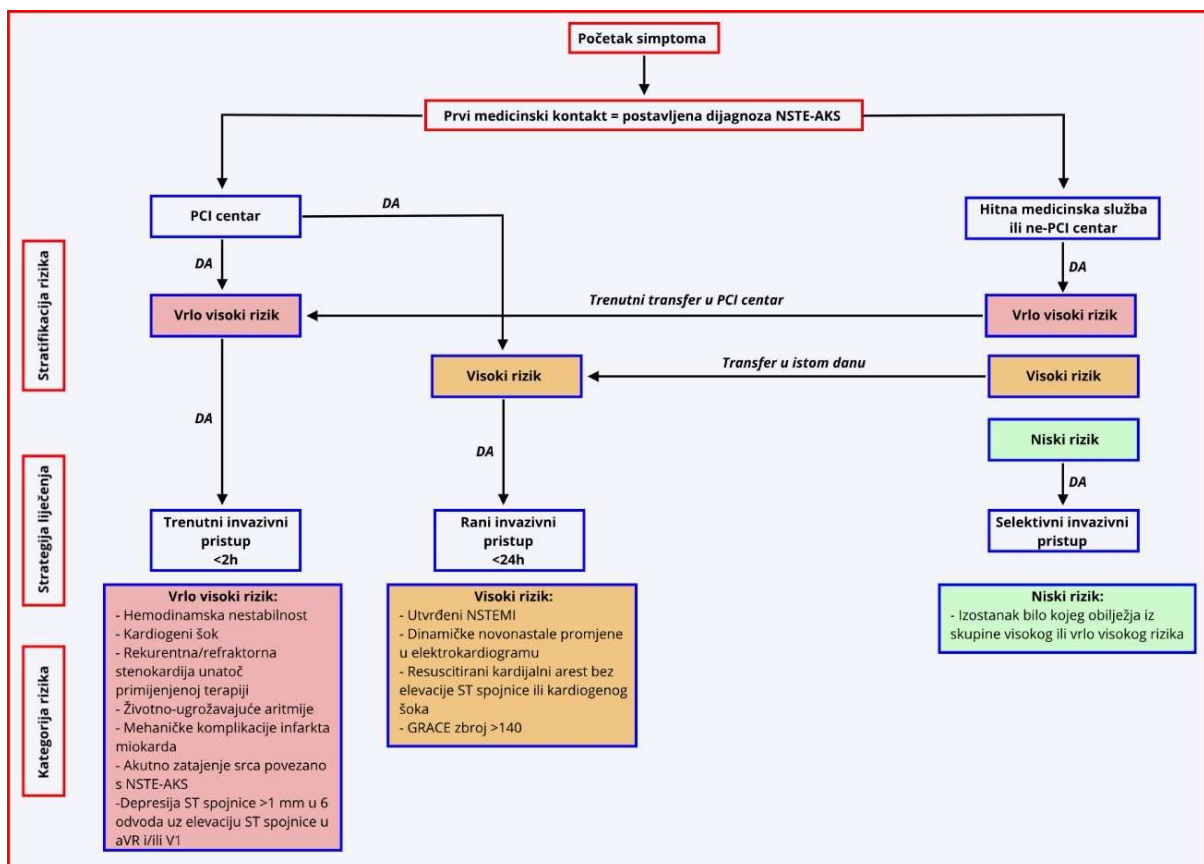 Početak simptoma
Prvi medicinski kontakt = postavljena dijagnoza NSTE-AKS
PCI centar
DA
Hitna medicinska služba
ili ne-PCI centar
DA
DA
Stratifikacija rizika
Vrlo visoki rizik
Trenutni transfer u PCI centar
Vrlo visoki rizik
Visoki rizik
Transfer u istom danu
Visoki rizik
DA
DA
Niski rizik
DA
Strategija liječenja
Trenutni invazivni
pristup
<2h
Rani invazivni
pristup
<24h
Selektivni invazivni
pristup
Kategorija rizika
Vrlo visoki rizik:
- Hemodinamska nestabilnost
- Kardiogeni šok
- Rekurentna/refraktorna
stenokardija unatoč
primijenjenoj terapiji
- Životno-ugrožavajuće aritmije
- Mehaničke komplikacije infarkta
miokarda
- Akutno zatajenje srca povezano
s NSTE-AKS
-Depresija ST spojnice >1 mm u 6
odvoda uz elevaciju ST spojnice u
aVR i/ili V1
Visoki rizik:
- Utvrđeni NSTEMI
- Dinamičke novonastale promjene
u elektrokardiogramu
- Resuscitirani kardijalni arest bez
elevacije ST spojnice ili kardiogenog
šoka
- GRACE zbroj >140
Niski rizik:
- Izostanak bilo kojeg obilježja iz
skupine visokog ili vrlo visokog rizika